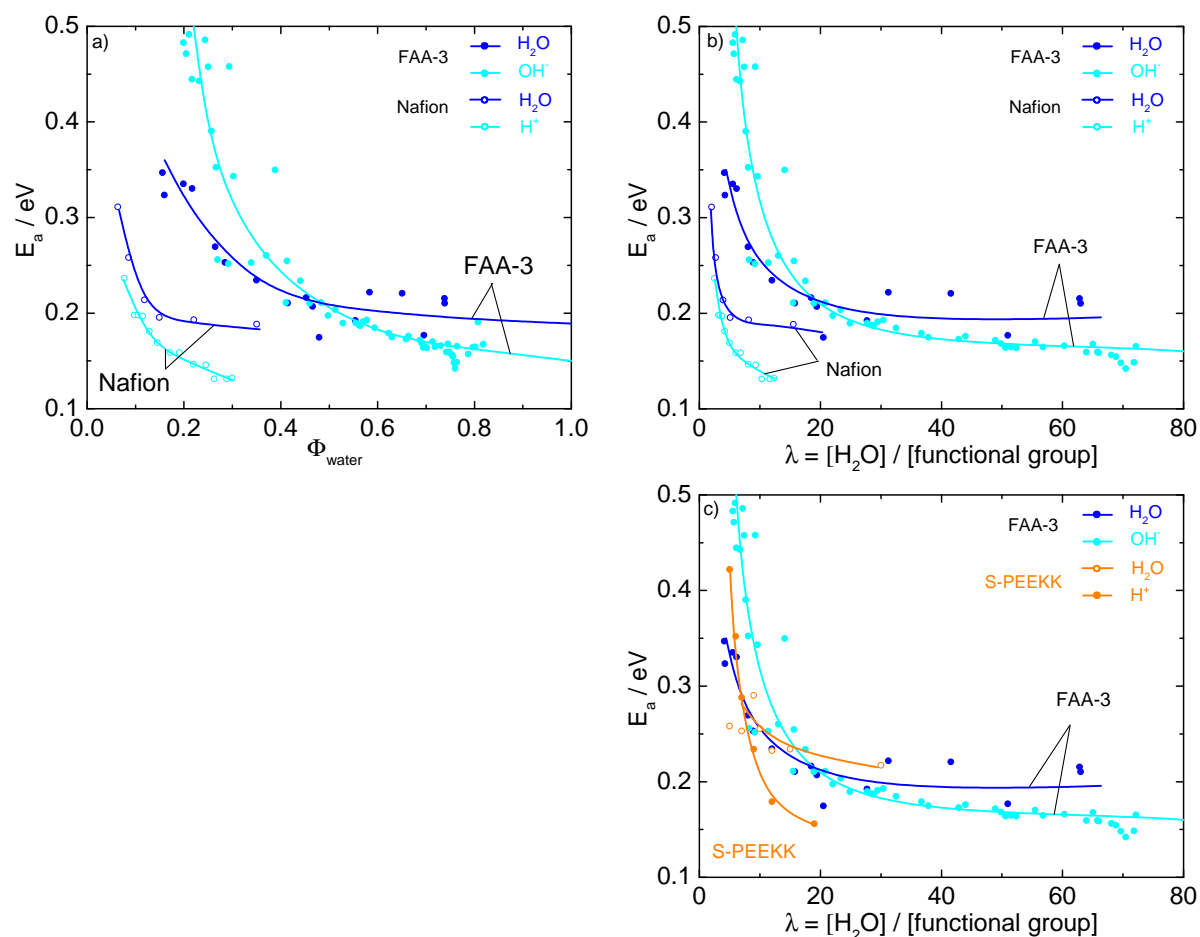 a)
FAA-3
H₂O
OH⁻
Nafion
H₂O
H⁺
0.5
0.4
0.3
0.2
0.1
Eₐ / eV
FAA-3
Nafion
0.0 0.2 0.4 0.6 0.8 1.0
Φwater
b)
FAA-3
H₂O
OH⁻
Nafion
H₂O
H⁺
0.5
0.4
0.3
0.2
0.1
Eₐ / eV
FAA-3
Nafion
0 20 40 60 80
λ = [H₂O] / [functional group]
c)
FAA-3
H₂O
OH⁻
S-PEEKK
H₂O
H⁺
0.5
0.4
0.3
0.2
0.1
Eₐ / eV
FAA-3
S-PEEKK
0 20 40 60 80
λ = [H₂O] / [functional group]